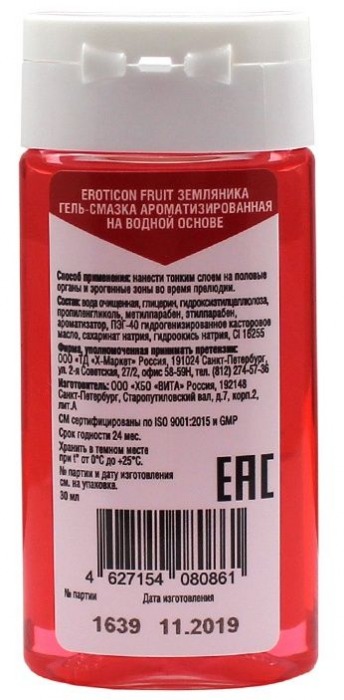 EROTICON FRUIT ЗЕМЛЯНИКА
ГЕЛЬ-СМАЗКА АРОМАТИЗИРОВАННАЯ
НА ВОДНОЙ ОСНОВЕ
Способ применения: нанести тонким слоем на половые
органы и эрогенные зоны во время прелюдии.
Состав: вода очищенная, глицерин, гидроксиэтилцеллюлоза,
пропиленгликоль, метилпарабен, этилпарабен,
ароматизатор, ПЭГ-40 гидрогенизированное касторовое
масло, сахаринат натрия, гидроокись натрия, CI 16255
Фирма, уполномоченная принимать претензии:
ООО «ТД «Х-Маркет» Россия, 191024 Санкт-Петербург,
ул. 2-я Советская, 27/2, офис 58-59Н, тел. (812) 274-57-36
Изготовитель: ООО «ХБО «ВИТА» Россия, 192148
Санкт-Петербург, Старопутиловский вал, д.7, корп.2,
лит.А
СМ сертифицированы по ISO 9001:2015 и GMP
Срок годности 24 мес.
Хранить в темном месте
при t° от 0°С до +25°С.
№ партии и дату изготовления
см. на упаковке.
30 мл
EAC
4 627154 080861
№ партии Дата изготовления
1639 11.2019